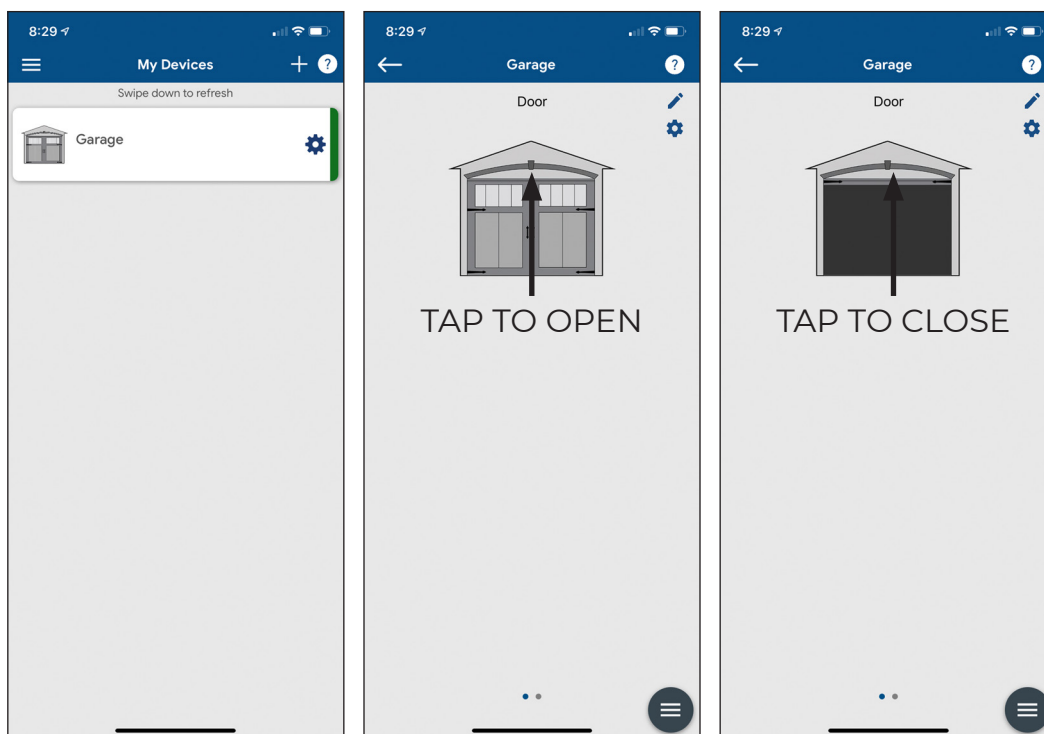 8:29
My Devices
?
Swipe down to refresh
Garage
8:29
Garage
?
Door
TAP TO OPEN
8:29
Garage
?
Door
TAP TO CLOSE